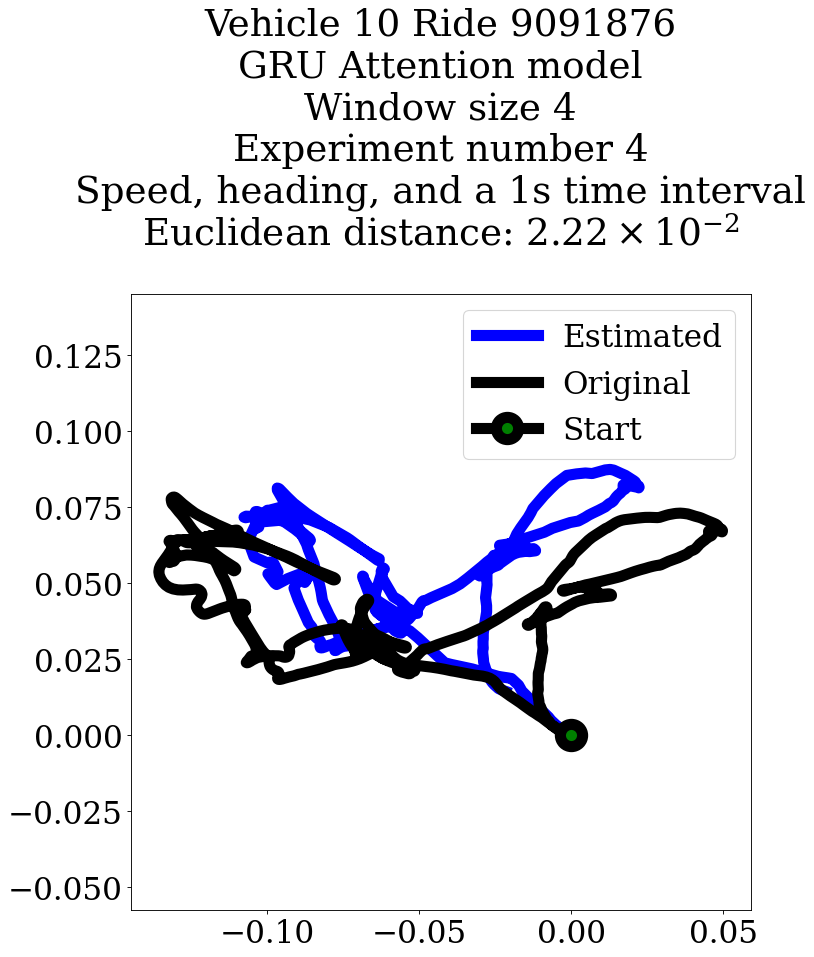 Vehicle 10 Ride 9091876
GRU Attention model
Window size 4
Experiment number 4
Speed, heading, and a 1s time interval
Euclidean distance: 2.22 × 10⁻²
Estimated
Original
Start
0.125
0.100
0.075
0.050
0.025
0.000
−0.025
−0.050
−0.10 −0.05 0.00 0.05